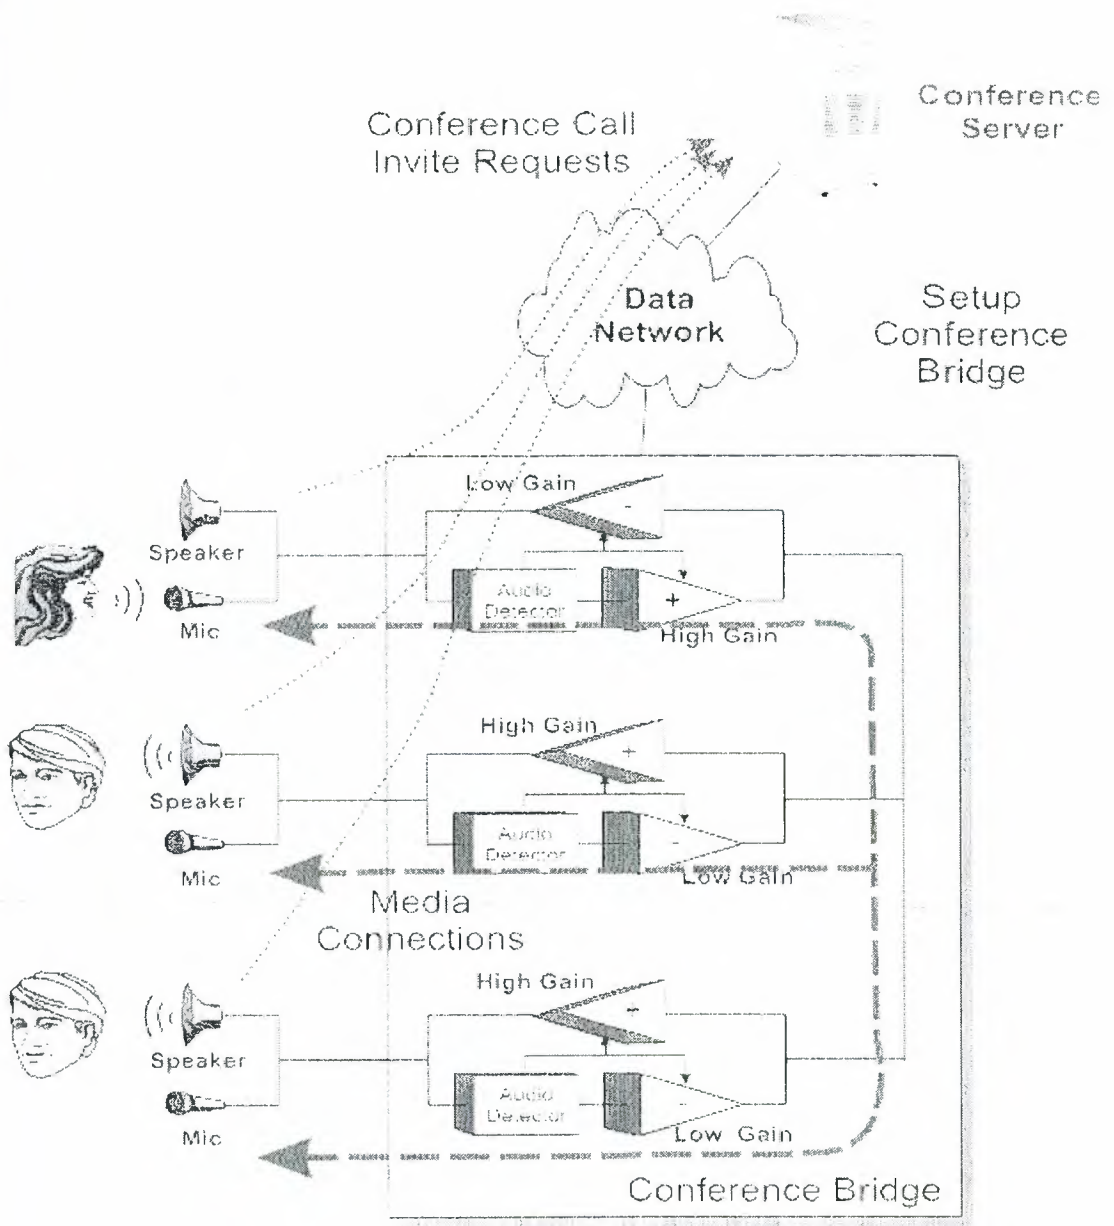 Conference
Server
Conference Call
Invite Requests
Data
Network
Setup
Conference
Bridge
Low Gain
-
Speaker
Audio
Detector
+
Mic
High Gain
High Gain
+
Speaker
Audio
Detector
-
Mic
Low Gain
Media
Connections
High Gain
+
Speaker
Audio
Detector
-
Mic
Low Gain
Conference Bridge